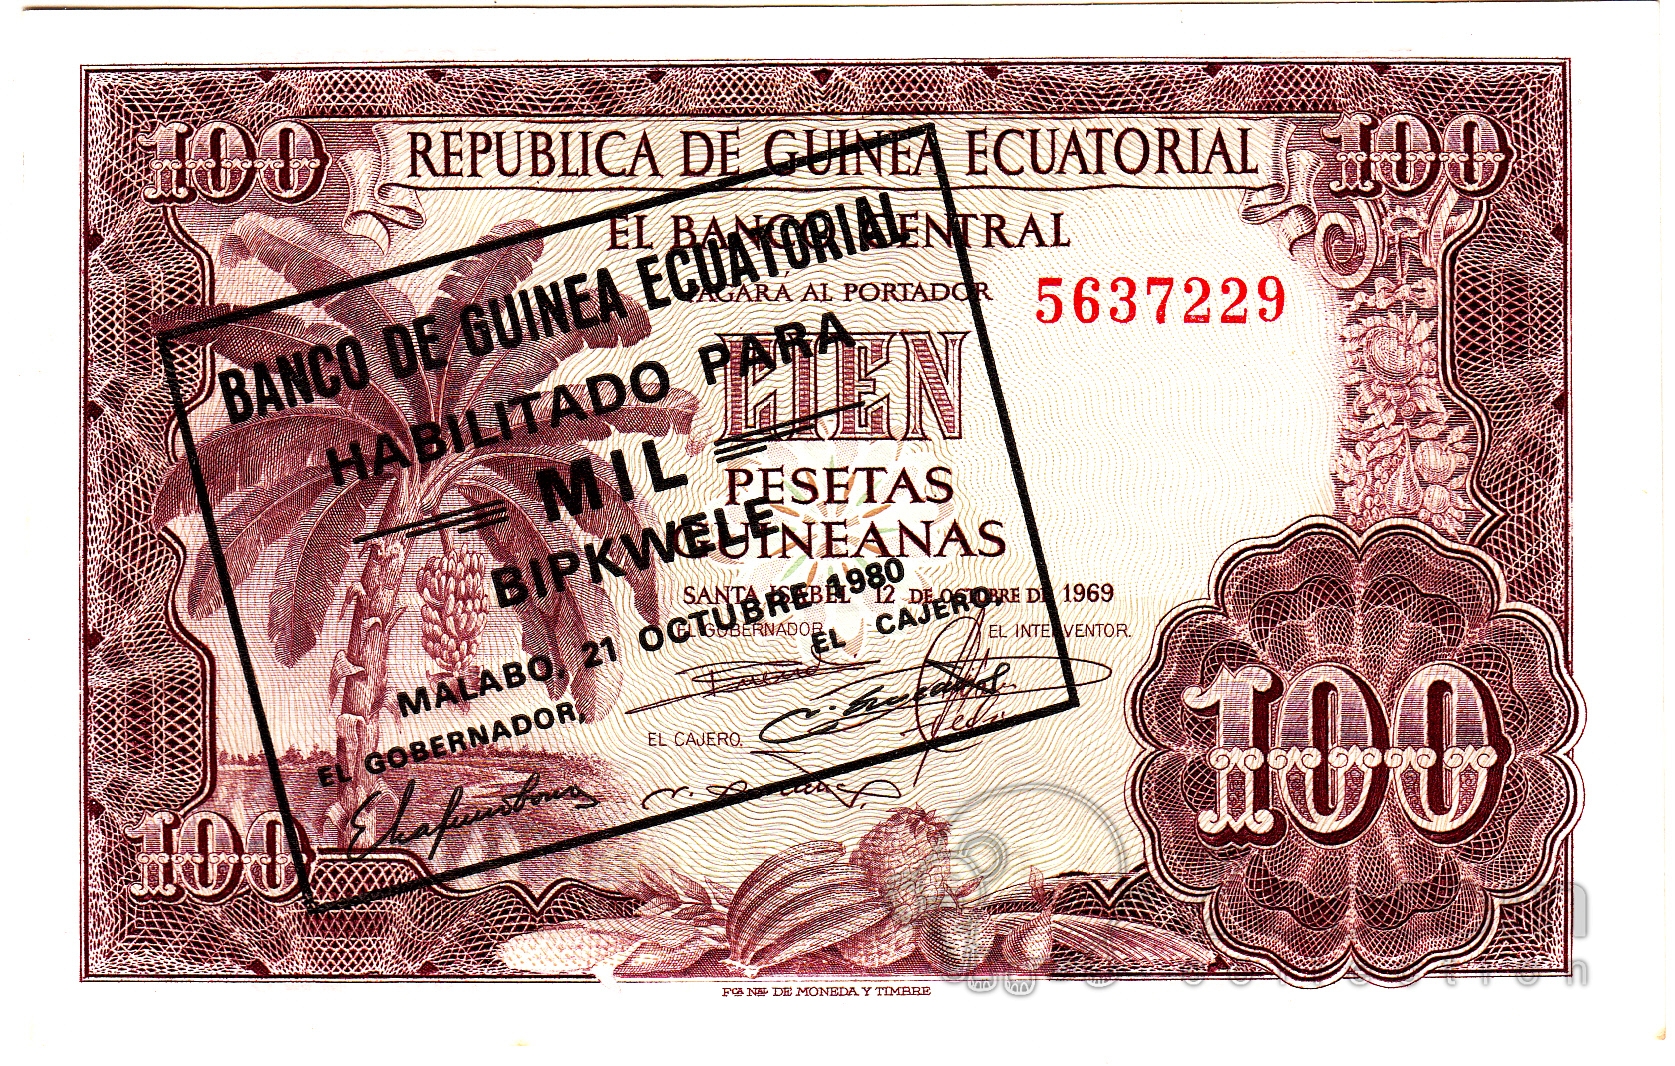 100 REPUBLICA DE GUINEA ECUATORIAL 100
EL BANCO CENTRAL
PAGARÁ AL PORTADOR
5637229
CIEN
PESETAS
GUINEANAS
SANTA ISABEL 12 DE OCTUBRE DE 1969
EL GOBERNADOR
EL INTERVENTOR.
EL CAJERO.
BANCO DE GUINEA ECUATORIAL
HABILITADO PARA
MIL
BIPKWELE
MALABO, 21 OCTUBRE 1980
EL GOBERNADOR,
EL CAJERO,
100
100
Fca Nal DE MONEDA Y TIMBRE